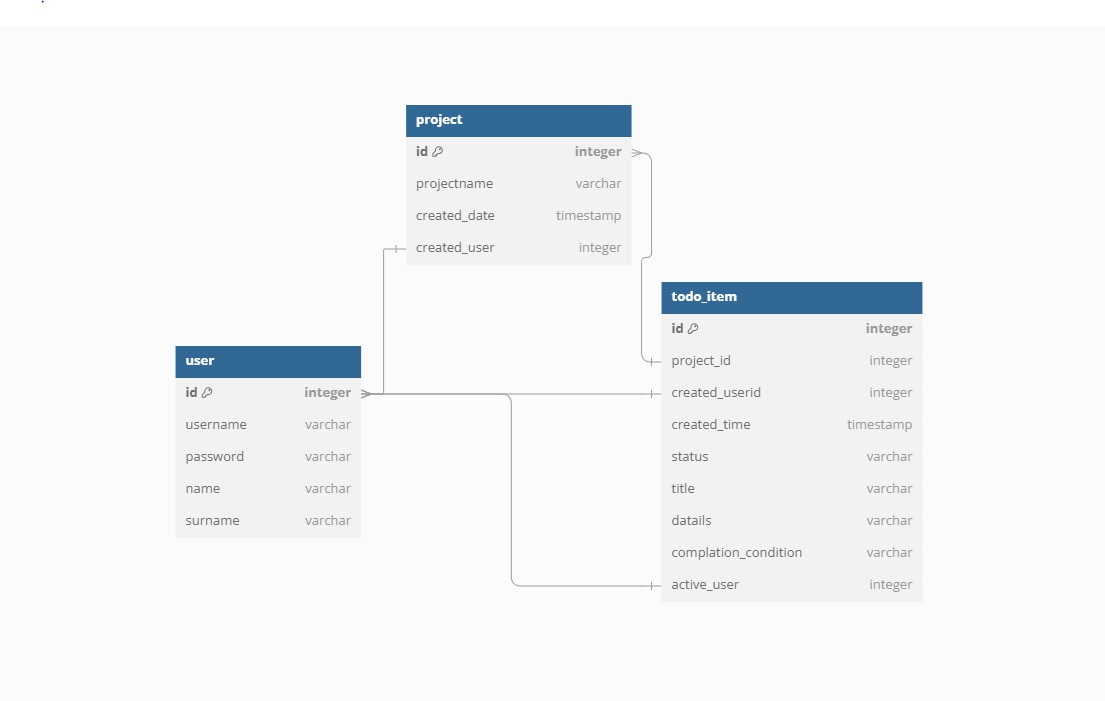 project
id integer
projectname varchar
created_date timestamp
created_user integer
todo_item
id integer
project_id integer
created_userid integer
created_time timestamp
status varchar
title varchar
datails varchar
complation_condition varchar
active_user integer
user
id integer
username varchar
password varchar
name varchar
surname varchar